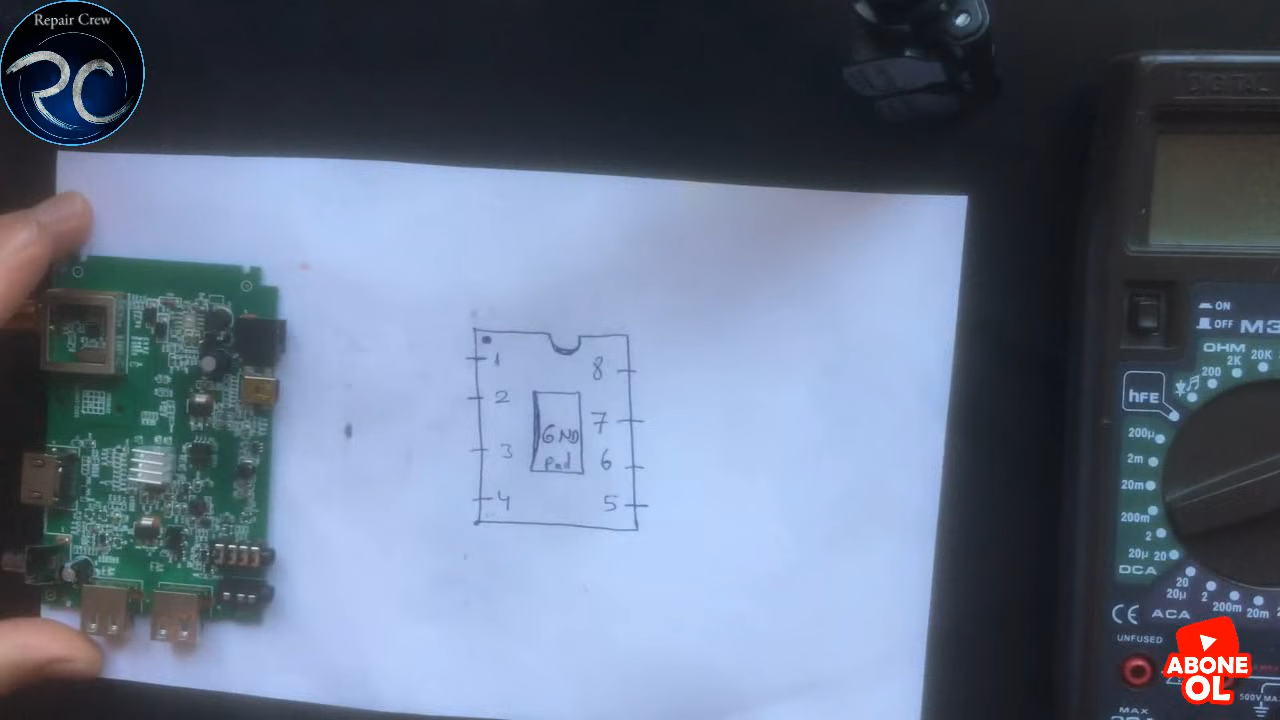 Repair Crew
RC
1
2
3
4
8
7
6
5
GND
Pad
DIGITAL
ON
OFF
M3
OHM
200
2K
20K
hFE
200µ
2m
20m
200m
2
20µ 20
DCA
20
20µ
2
200m
20m
ACA
CE
UNFUSED
MAX
500V MA
ABONE
OL